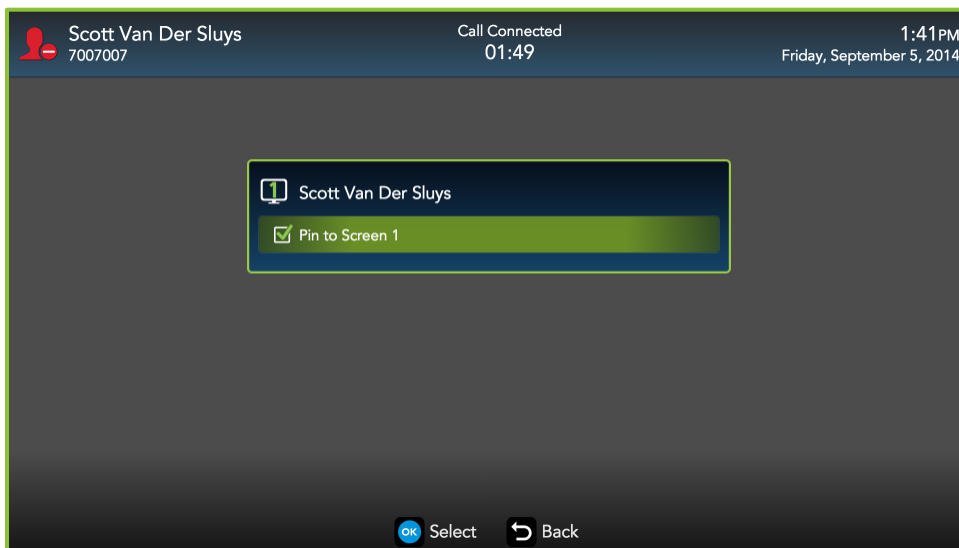 Scott Van Der Sluys
7007007
Call Connected
01:49
1:41PM
Friday, September 5, 2014
1 Scott Van Der Sluys
Pin to Screen 1
OK Select Back